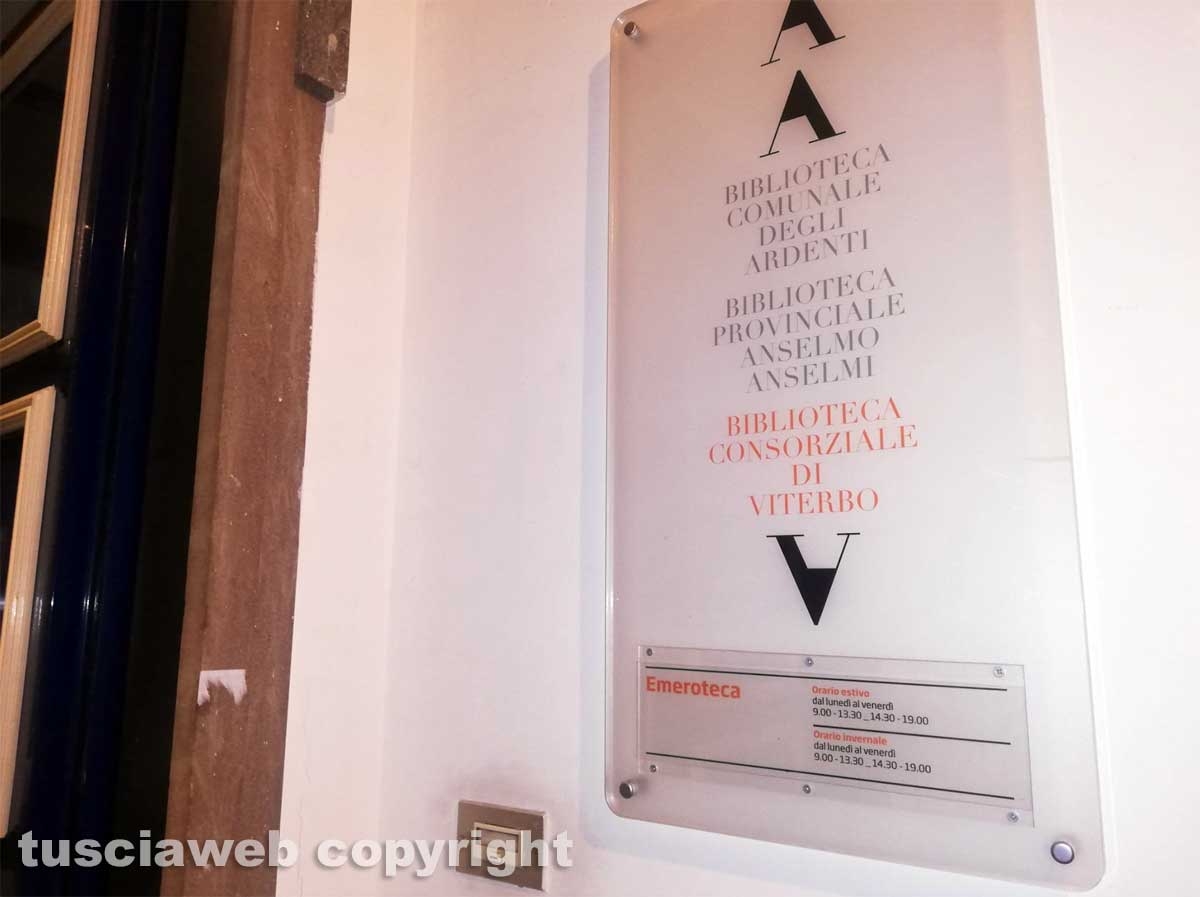 A
A
BIBLIOTECA
COMUNALE
DEGLI
ARDENTI
BIBLIOTECA
PROVINCIALE
ANSELMO
ANSELMI
BIBLIOTECA
CONSORZIALE
DI
VITERBO
A
Emeroteca
Orario estivo
dal lunedì al venerdì
9.00 - 13.30 _ 14.30 - 19.00
Orario invernale
dal lunedì al venerdì
9.00 - 13.30 _ 14.30 - 19.00
tusciaweb copyright